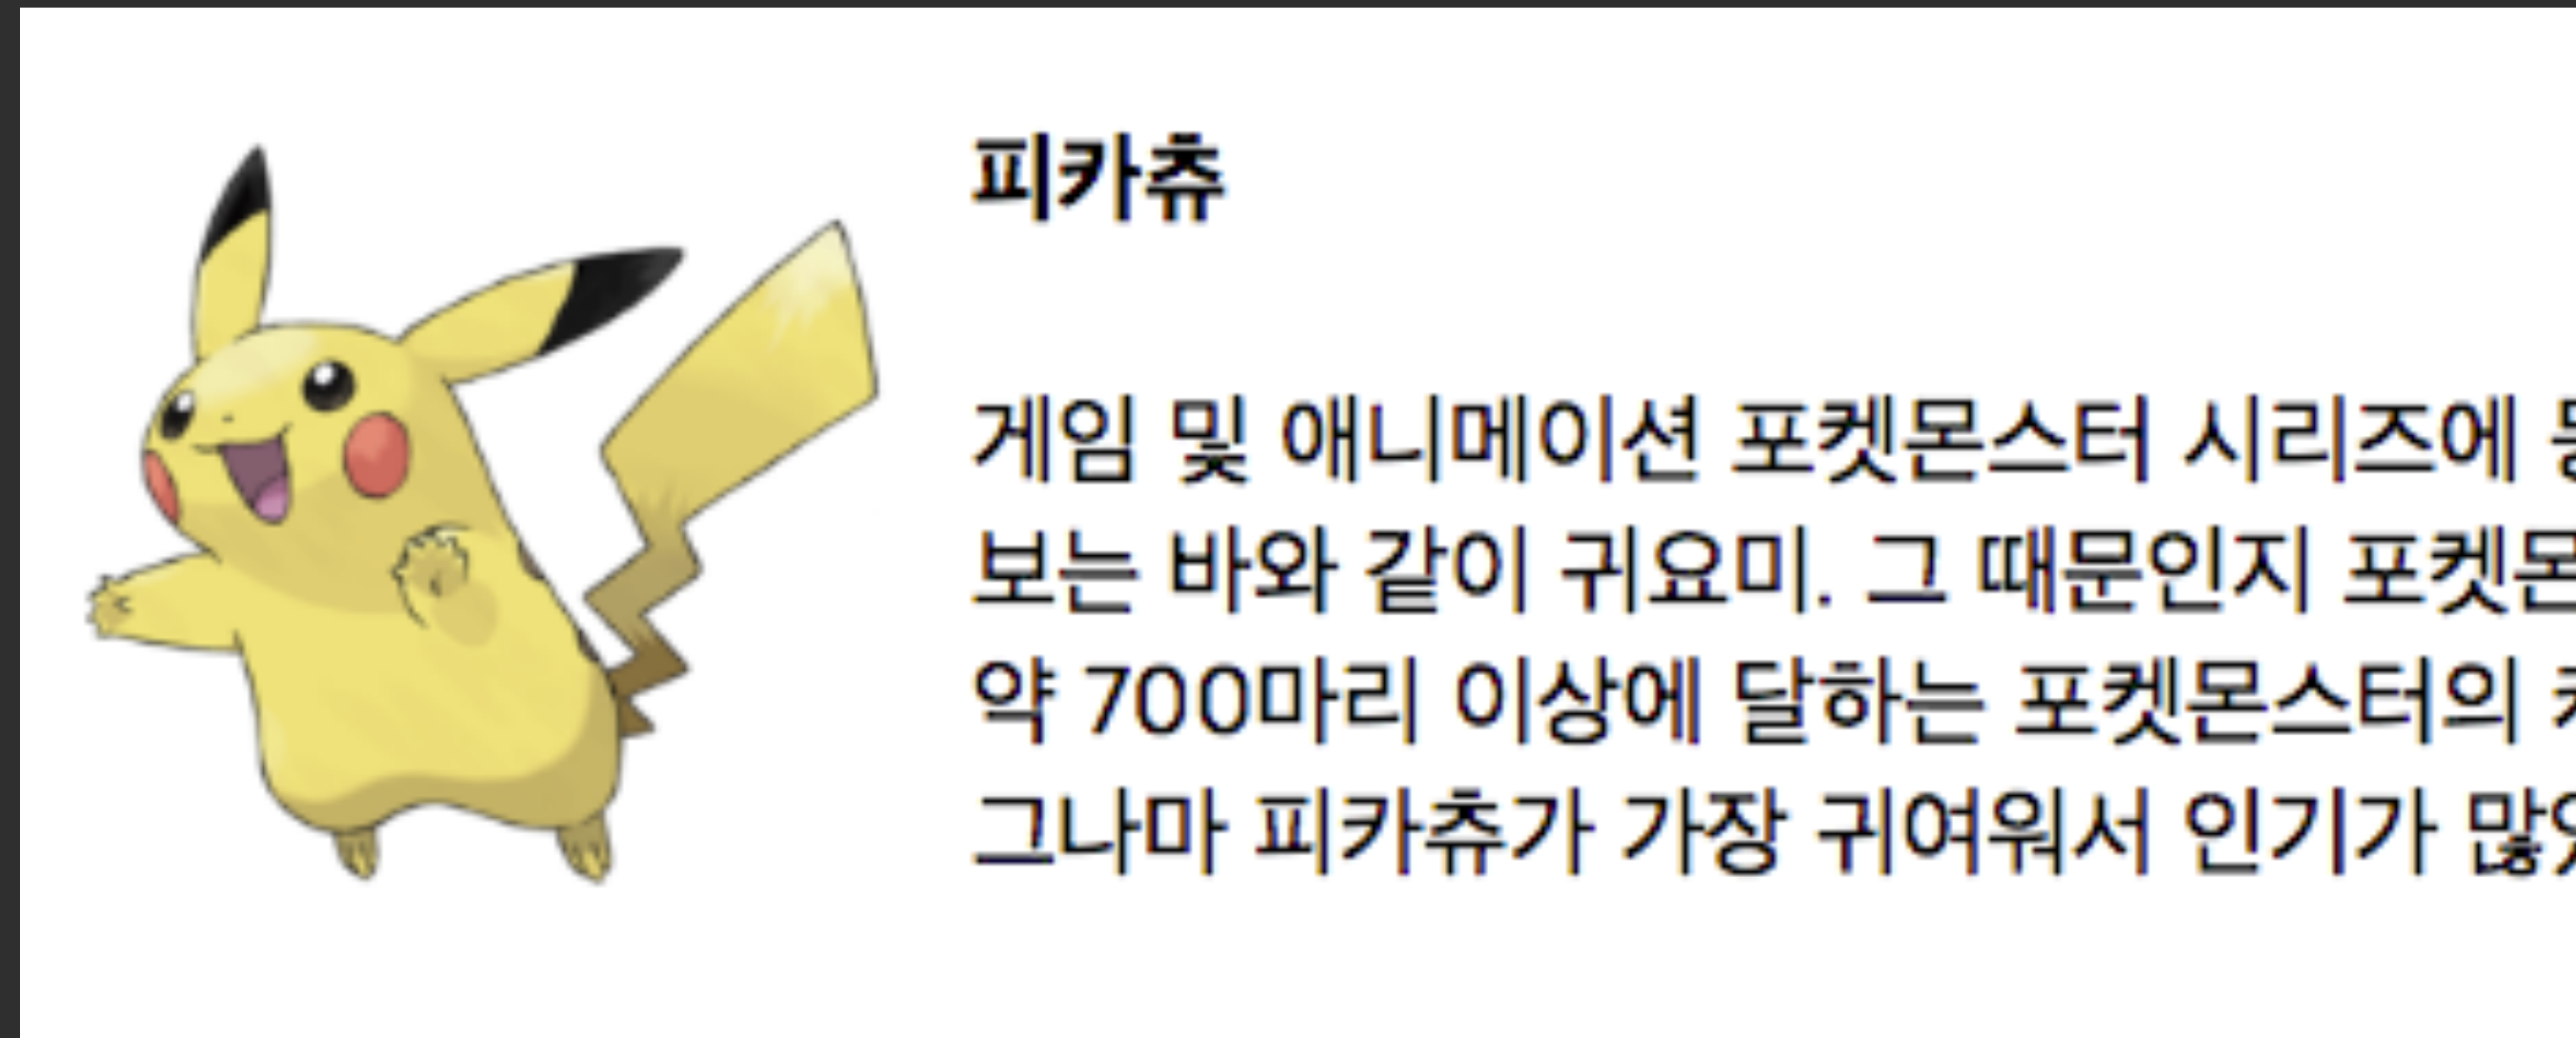 피카츄
게임 및 애니메이션 포켓몬스터 시리즈에
보는 바와 같이 귀요미. 그 때문인지 포켓몬
약 700마리 이상에 달하는 포켓몬스터의
그나마 피카츄가 가장 귀여워서 인기가